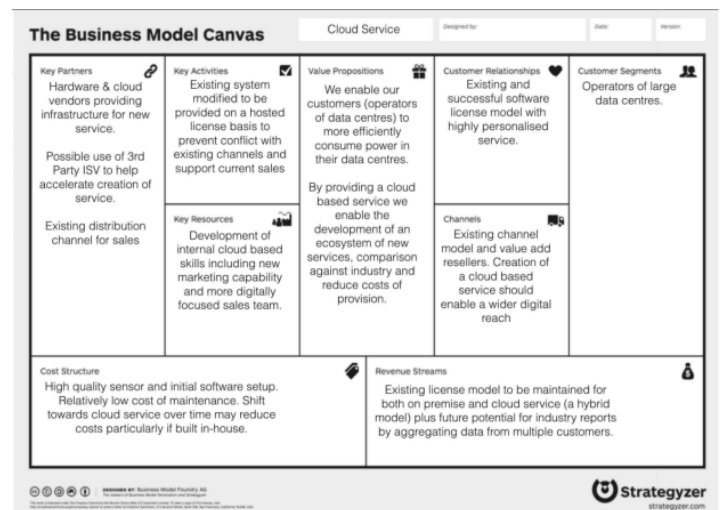 The Business Model Canvas
Cloud Service
Designed by:
Date:
Version:
Key Partners
Hardware & cloud
vendors providing
infrastructure for new
service.
Possible use of 3rd
Party ISV to help
accelerate creation of
service.
Existing distribution
channel for sales
Key Activities
Existing system
modified to be
provided on a hosted
license basis to
prevent conflict with
existing channels and
support current sales
Key Resources
Development of
internal cloud based
skills including new
marketing capability
and more digitally
focused sales team.
Value Propositions
We enable our
customers (operators
of data centres) to
more efficiently
consume power in
their data centres.
By providing a cloud
based service we
enable the
development of an
ecosystem of new
services, comparison
against industry and
reduce costs of
provision.
Customer Relationships
Existing and
successful software
license model with
highly personalised
service.
Channels
Existing channel
model and value add
resellers. Creation of
a cloud based
service should
enable a wider digital
reach
Customer Segments
Operators of large
data centres.
Cost Structure
High quality sensor and initial software setup.
Relatively low cost of maintenance. Shift
towards cloud service over time may reduce
costs particularly if built in-house.
Revenue Streams
Existing license model to be maintained for
both on premise and cloud service (a hybrid
model) plus future potential for industry reports
by aggregating data from multiple customers.
DESIGNED BY: Business Model Foundry AG
The makers of Business Model Generation and Strategyzer
Strategyzer
strategyzer.com